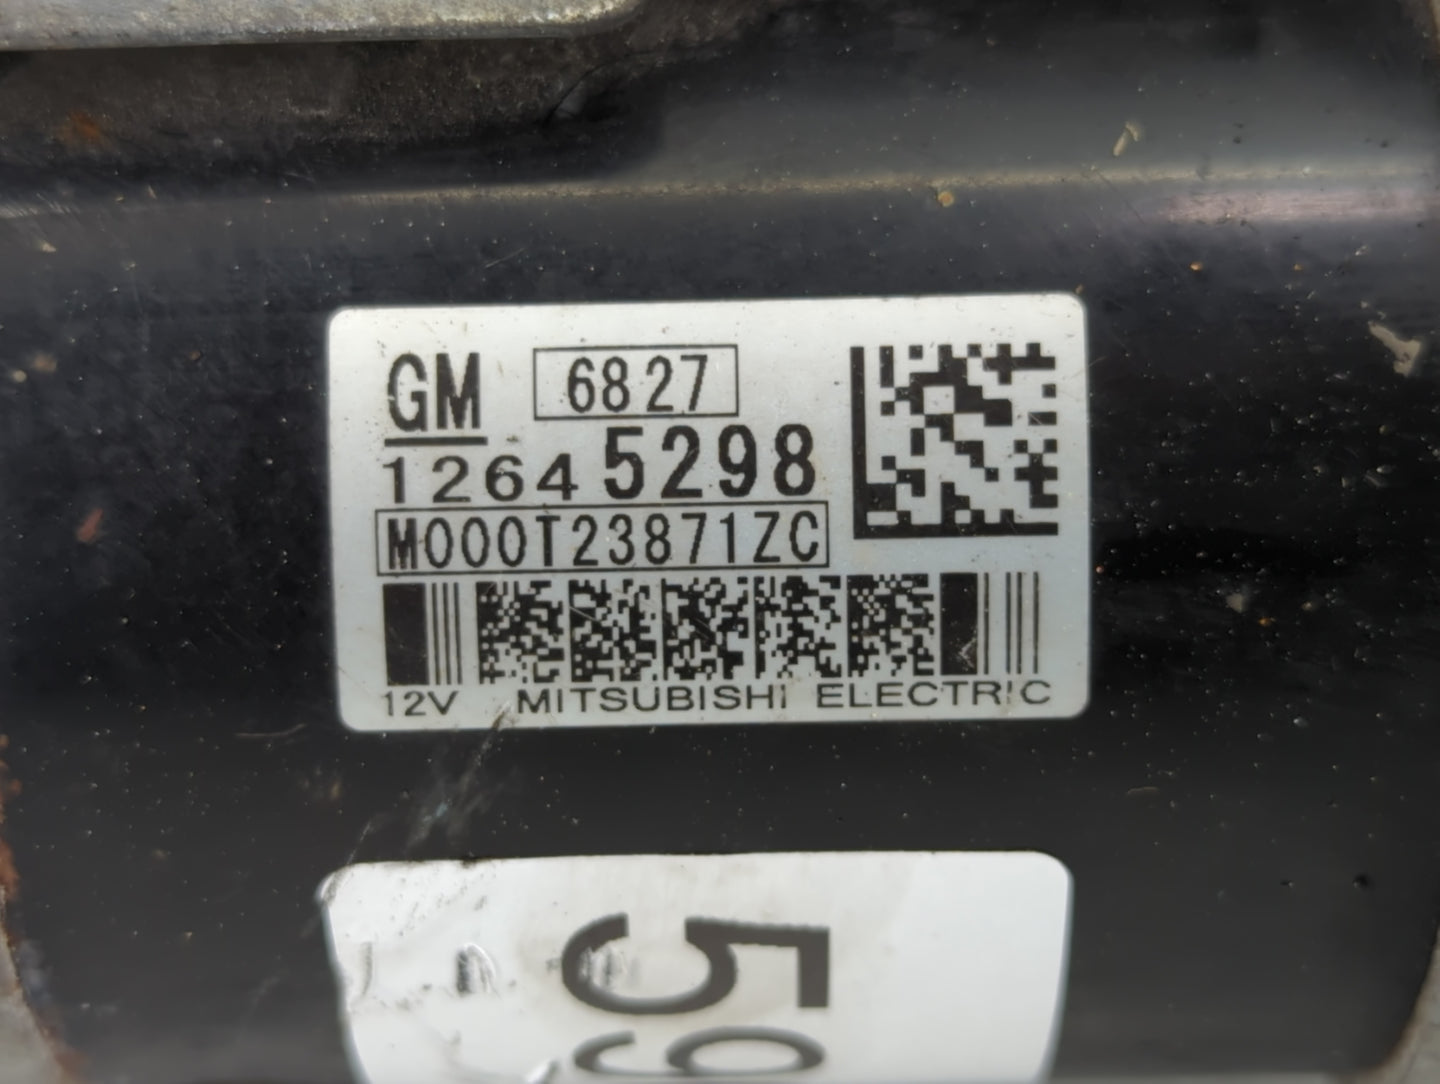 GM 6827
12645298
M000T23871ZC
12V MITSUBISHI ELECTRIC
59